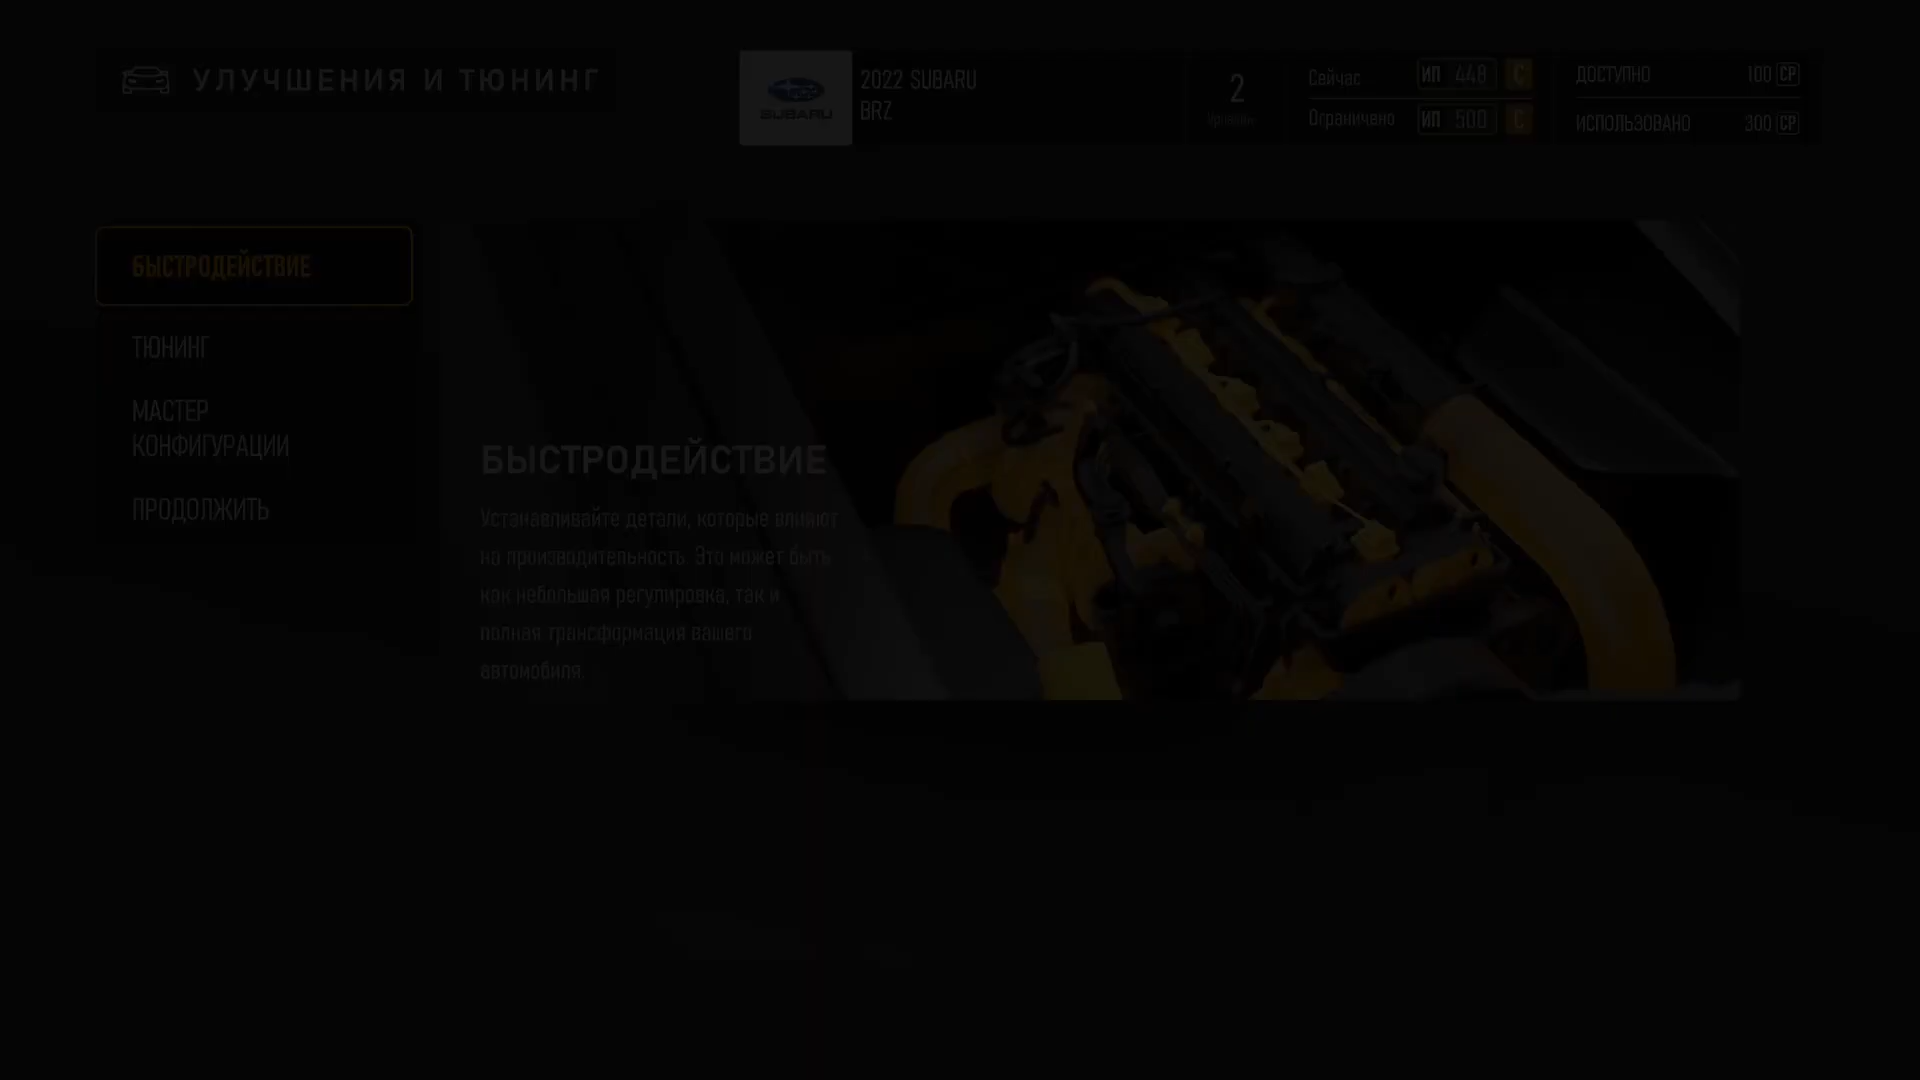 УЛУЧШЕНИЯ И ТЮНИНГ
SUBARU
2022 SUBARU
BRZ
2
Уровень
Сейчас ИП 448 C
Ограничено ИП 500 C
ДОСТУПНО 100 CP
ИСПОЛЬЗОВАНО 300 CP
БЫСТРОДЕЙСТВИЕ
ТЮНИНГ
МАСТЕР
КОНФИГУРАЦИИ
ПРОДОЛЖИТЬ
БЫСТРОДЕЙСТВИЕ
Устанавливайте детали, которые влияют
на производительность. Это может быть
как небольшая регулировка, так и
полная трансформация вашего
автомобиля.